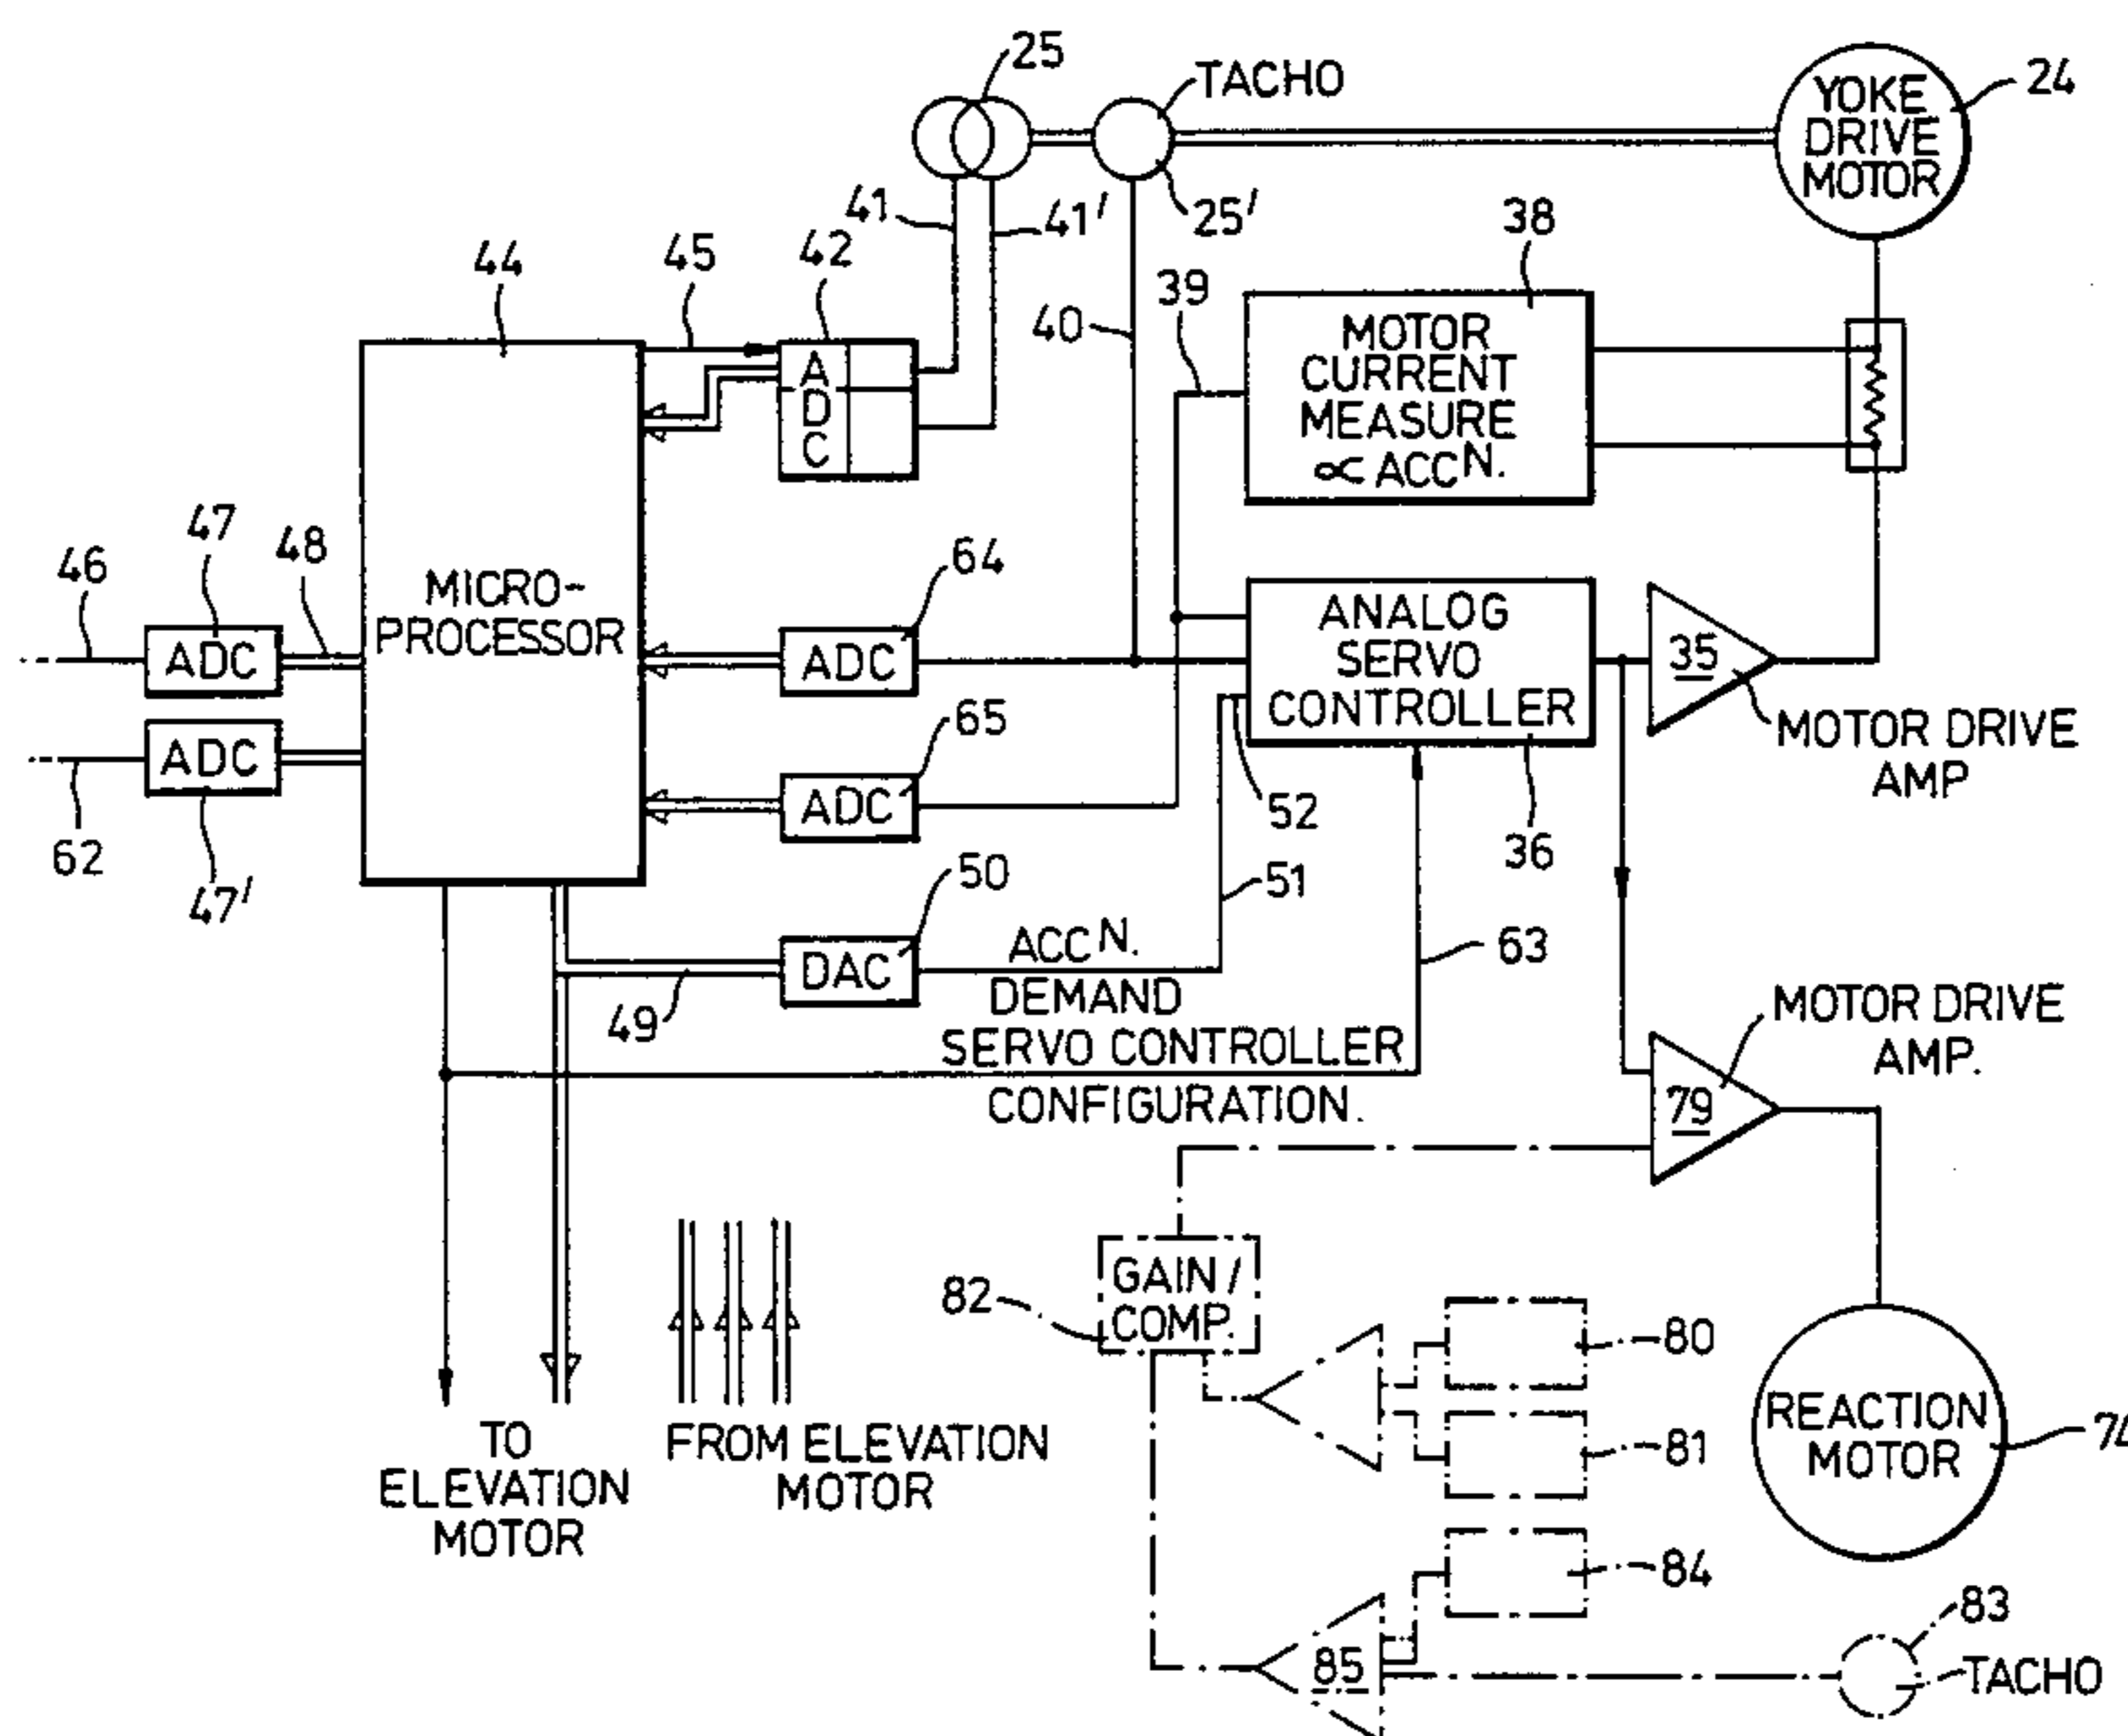 25
TACHO
YOKE
DRIVE
MOTOR
24
41
41'
25'
44
45
42
40
39
38
A
D
C
MOTOR
CURRENT
MEASURE
∝ ACCN.
46
47
48
64
MICRO-
PROCESSOR
ADC
ADC
ANALOG
SERVO
CONTROLLER
35
MOTOR DRIVE
AMP
65
ADC
ADC
52
36
62
47'
50
51
DAC
ACCN.
DEMAND
49
63
SERVO CONTROLLER
CONFIGURATION.
MOTOR DRIVE
AMP.
79
82
GAIN/
COMP.
80
81
REACTION
MOTOR
74
TO
ELEVATION
MOTOR
FROM ELEVATION
MOTOR
84
83
85
TACHO